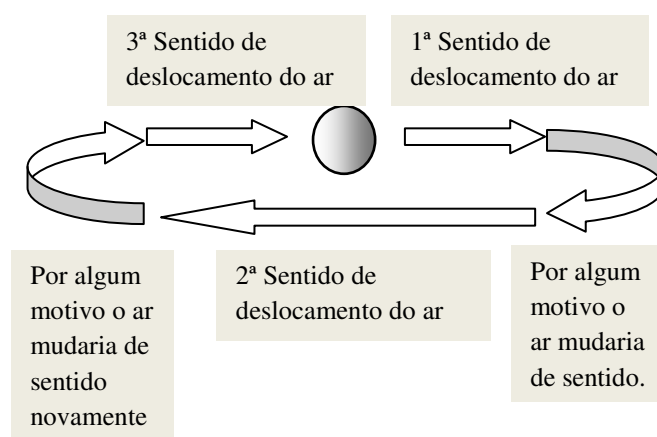 3ª Sentido de
deslocamento do ar
1ª Sentido de
deslocamento do ar
Por algum
motivo o ar
mudaria de
sentido
novamente
2ª Sentido de
deslocamento do ar
Por algum
motivo o
ar mudaria
de sentido.